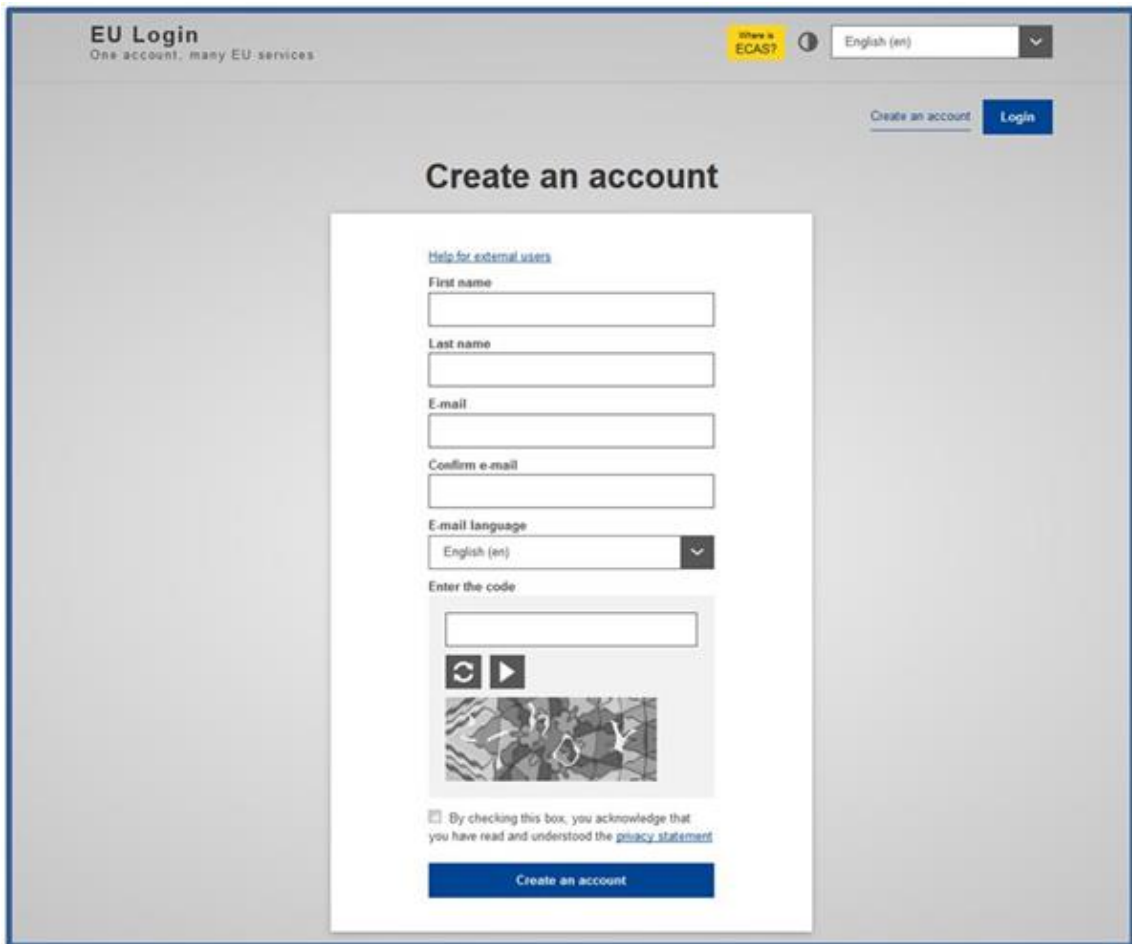 EU Login
One account, many EU services
Where is
ECAS?
English (en)
Create an account
Login
Create an account
Help for external users
First name
Last name
E-mail
Confirm e-mail
E-mail language
English (en)
Enter the code
By checking this box, you acknowledge that
you have read and understood the privacy statement
Create an account